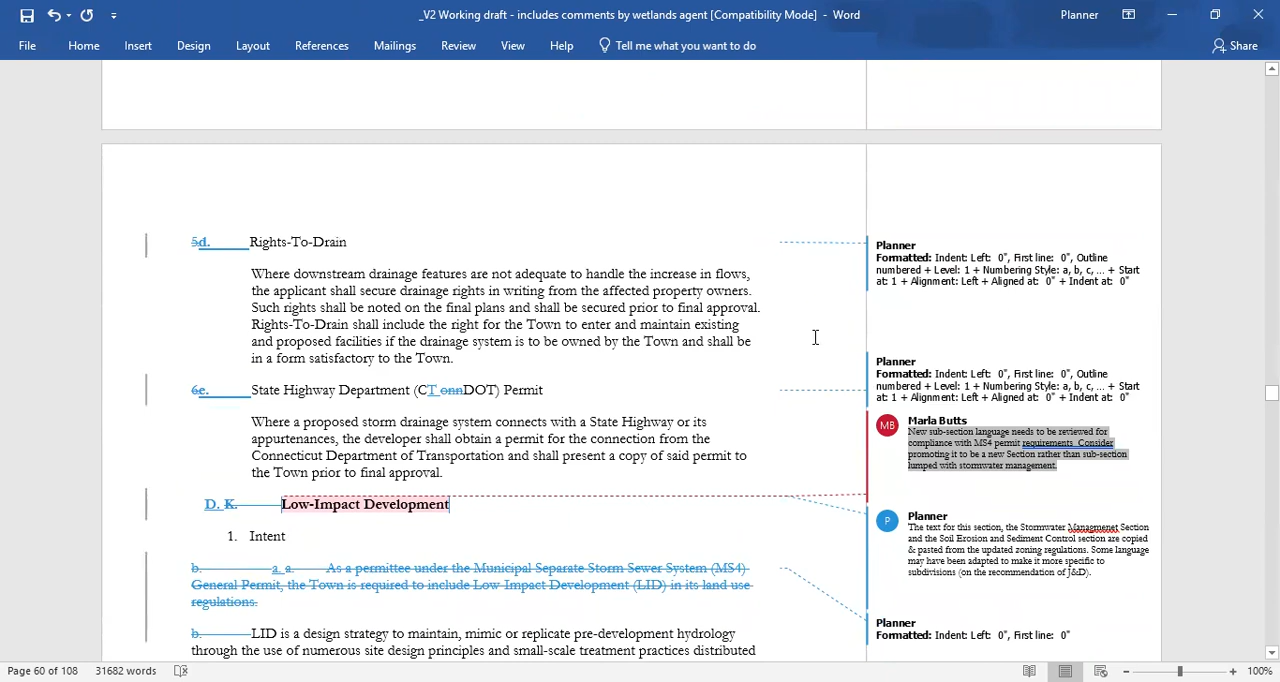 _V2 Working draft - includes comments by wetlands agent [Compatibility Mode] - Word
Planner
File Home Insert Design Layout References Mailings Review View Help Tell me what you want to do Share
5d. Rights-To-Drain
Where downstream drainage features are not adequate to handle the increase in flows,
the applicant shall secure drainage rights in writing from the affected property owners.
Such rights shall be noted on the final plans and shall be secured prior to final approval.
Rights-To-Drain shall include the right for the Town to enter and maintain existing
and proposed facilities if the drainage system is to be owned by the Town and shall be
in a form satisfactory to the Town.
6e. State Highway Department (CT onnDOT) Permit
Where a proposed storm drainage system connects with a State Highway or its
appurtenances, the developer shall obtain a permit for the connection from the
Connecticut Department of Transportation and shall present a copy of said permit to
the Town prior to final approval.
D. K. Low-Impact Development
1. Intent
b. a. a. As a permittee under the Municipal Separate Storm Sewer System (MS4)
General Permit, the Town is required to include Low-Impact Development (LID) in its land use
regulations.
b. LID is a design strategy to maintain, mimic or replicate pre-development hydrology
through the use of numerous site design principles and small-scale treatment practices distributed
Planner
Formatted: Indent: Left: 0", First line: 0", Outline
numbered + Level: 1 + Numbering Style: a, b, c, ... + Start
at: 1 + Alignment: Left + Aligned at: 0" + Indent at: 0"
Planner
Formatted: Indent: Left: 0", First line: 0", Outline
numbered + Level: 1 + Numbering Style: a, b, c, ... + Start
at: 1 + Alignment: Left + Aligned at: 0" + Indent at: 0"
MB
Marla Butts
New sub-section language needs to be reviewed for
compliance with MS4 permit requirements Consider
promoting it to be a new Section rather than sub-section
lumped with stormwater management.
P
Planner
The text for this section, the Stormwater Managemenet Section
and the Soil Erosion and Sediment Control section are copied
& pasted from the updated zoning regulations. Some language
may have been adapted to make it more specific to
subdivisions (on the recommendation of J&D).
Planner
Formatted: Indent: Left: 0", First line: 0"
Page 60 of 108 31682 words
100%